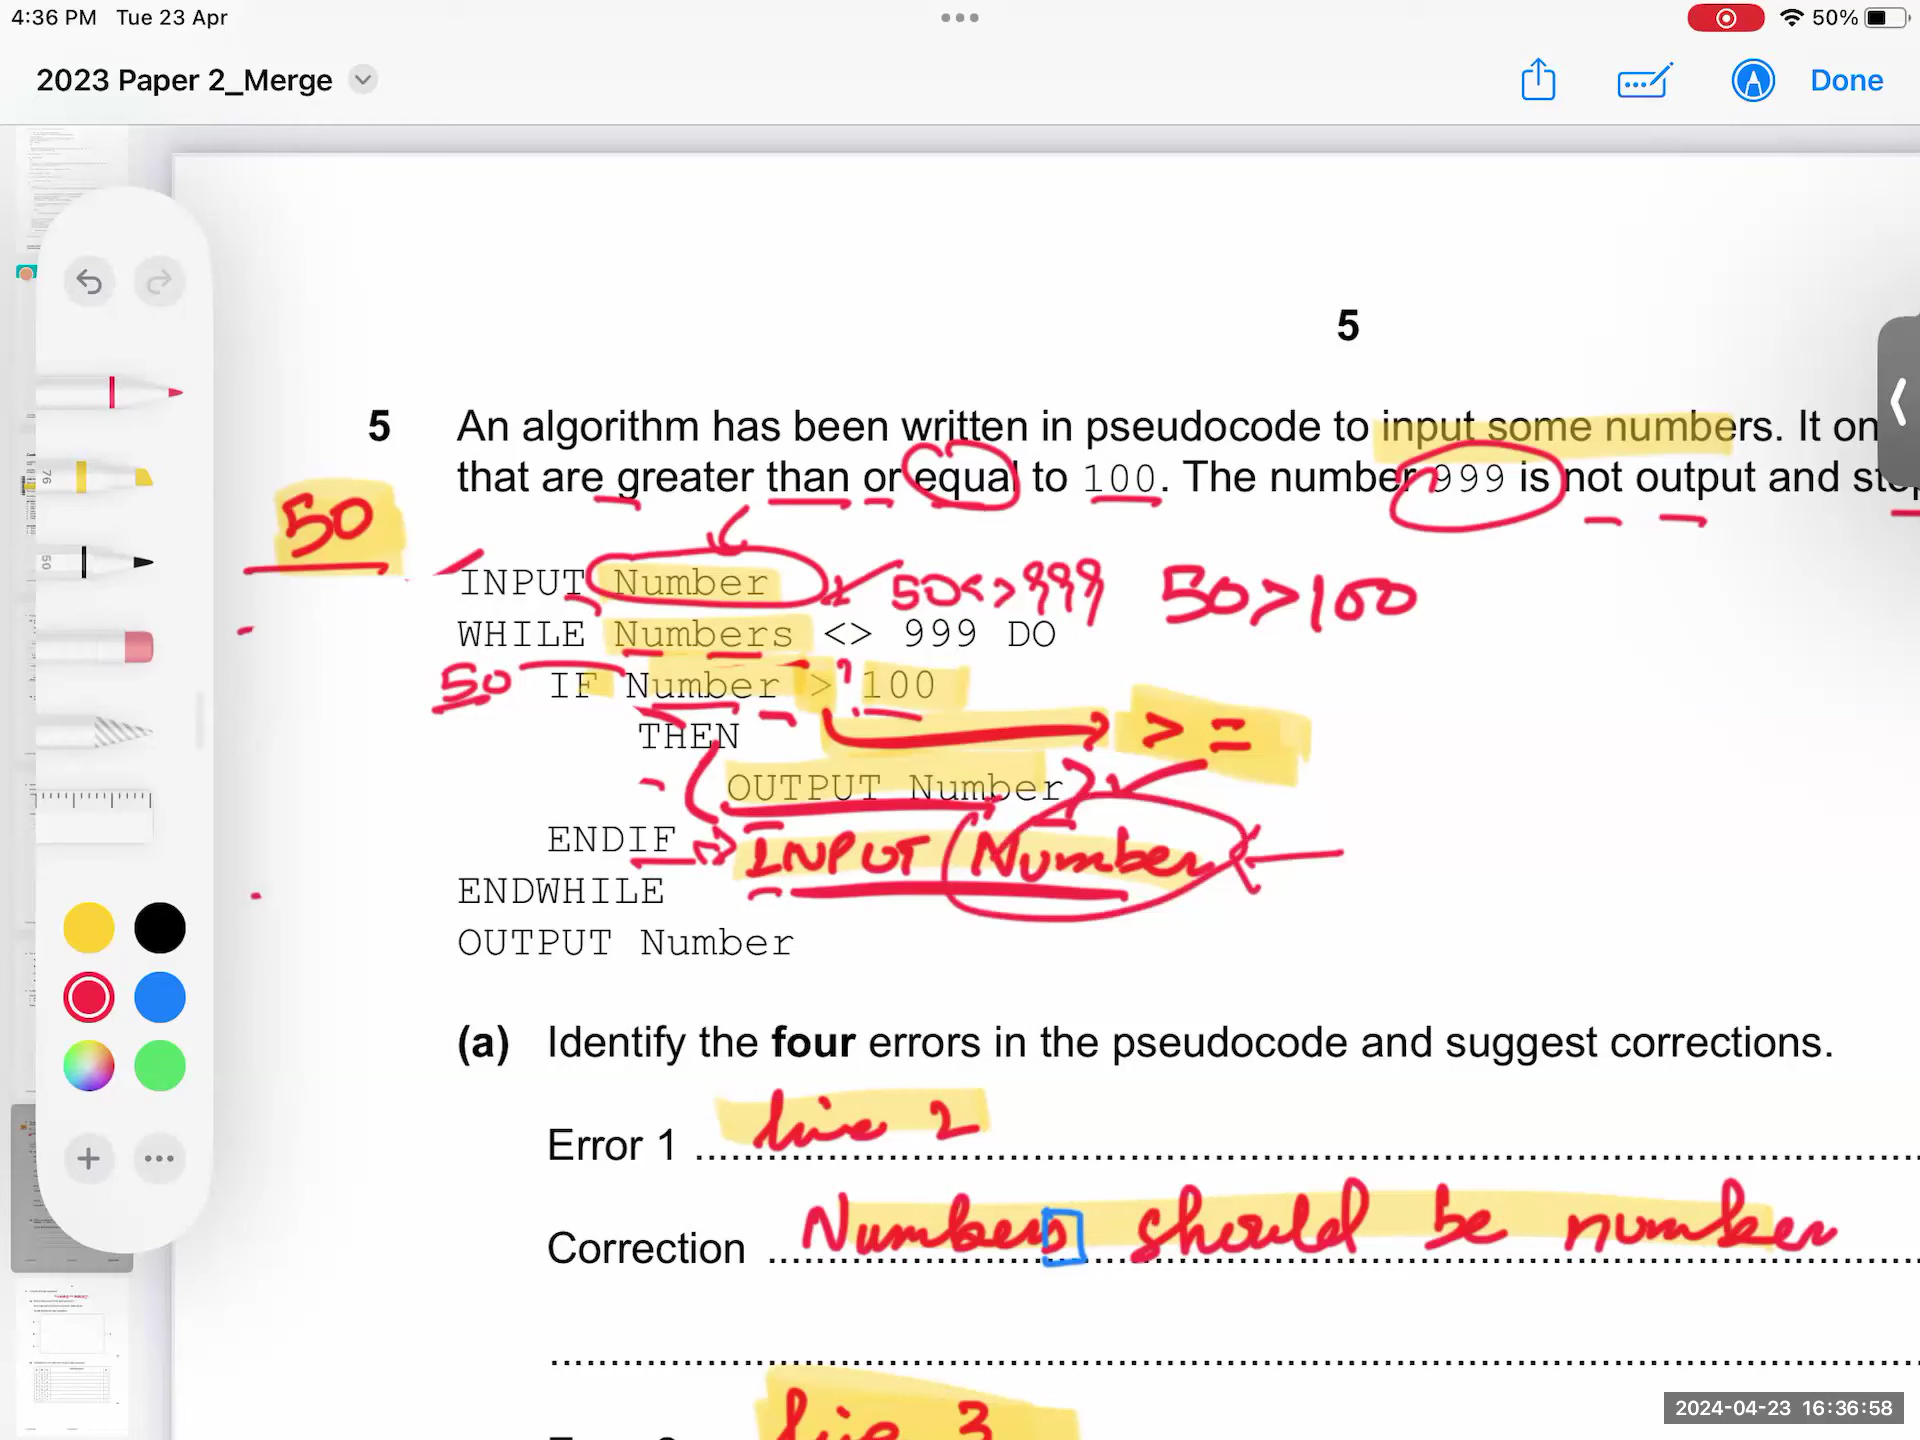 4:36 PM Tue 23 Apr
50%
2023 Paper 2_Merge
Done
5
5 An algorithm has been written in pseudocode to input some numbers. It on
that are greater than or equal to 100. The number 999 is not output and sto
50
INPUT Number 50<>999 50>100
WHILE Numbers <> 999 DO
50 IF Number > 100
THEN >=
OUTPUT Number
ENDIF INPUT Number
ENDWHILE
OUTPUT Number
(a) Identify the four errors in the pseudocode and suggest corrections.
Error 1 line 2
Correction Numbers should be number
line 3
76
50
2024-04-23 16:36:58